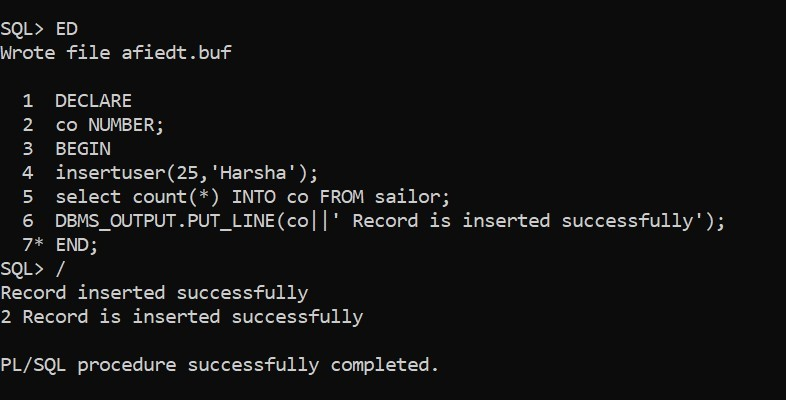 SQL> ED
Wrote file afiedt.buf
1 DECLARE
2 co NUMBER;
3 BEGIN
4 insertuser(25,'Harsha');
5 select count(*) INTO co FROM sailor;
6 DBMS_OUTPUT.PUT_LINE(co||' Record is inserted successfully');
7* END;
SQL> /
Record inserted successfully
2 Record is inserted successfully
PL/SQL procedure successfully completed.